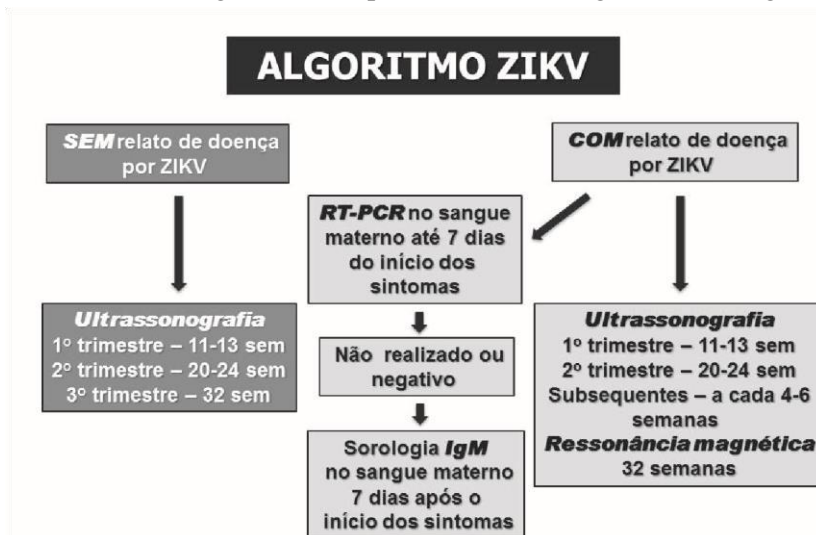 ALGORITMO ZIKV
SEM relato de doença
por ZIKV
COM relato de doença
por ZIKV
RT-PCR no sangue
materno até 7 dias
do início dos
sintomas
Não realizado ou
negativo
Sorologia IgM
no sangue materno
7 dias após o
início dos sintomas
Ultrassonografia
1º trimestre – 11-13 sem
2º trimestre – 20-24 sem
3º trimestre – 32 sem
Ultrassonografia
1º trimestre – 11-13 sem
2º trimestre – 20-24 sem
Subsequentes – a cada 4-6
semanas
Ressonância magnética
32 semanas